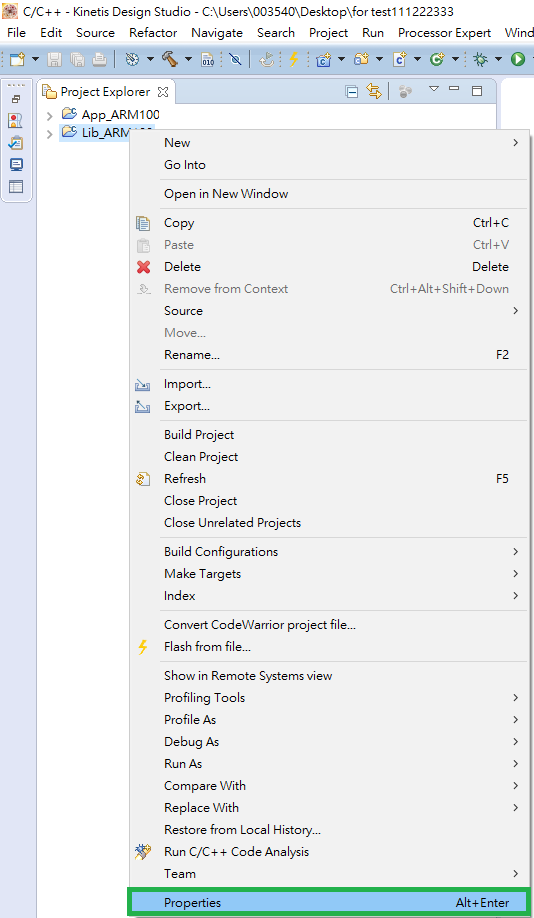 C/C++ - Kinetis Design Studio - C:\Users\003540\Desktop\for test111222333
File Edit Source Refactor Navigate Search Project Run Processor Expert
010
Project Explorer
App_ARM100
New
Go Into
Open in New Window
Copy Ctrl+C
Paste Ctrl+V
Delete Delete
Remove from Context Ctrl+Alt+Shift+Down
Source
Move...
Rename... F2
Import...
Export...
Build Project
Clean Project
Refresh F5
Close Project
Close Unrelated Projects
Build Configurations
Make Targets
Index
Convert CodeWarrior project file...
Flash from file...
Show in Remote Systems view
Profiling Tools
Profile As
Debug As
Run As
Compare With
Replace With
Restore from Local History...
Run C/C++ Code Analysis
Team
Properties Alt+Enter